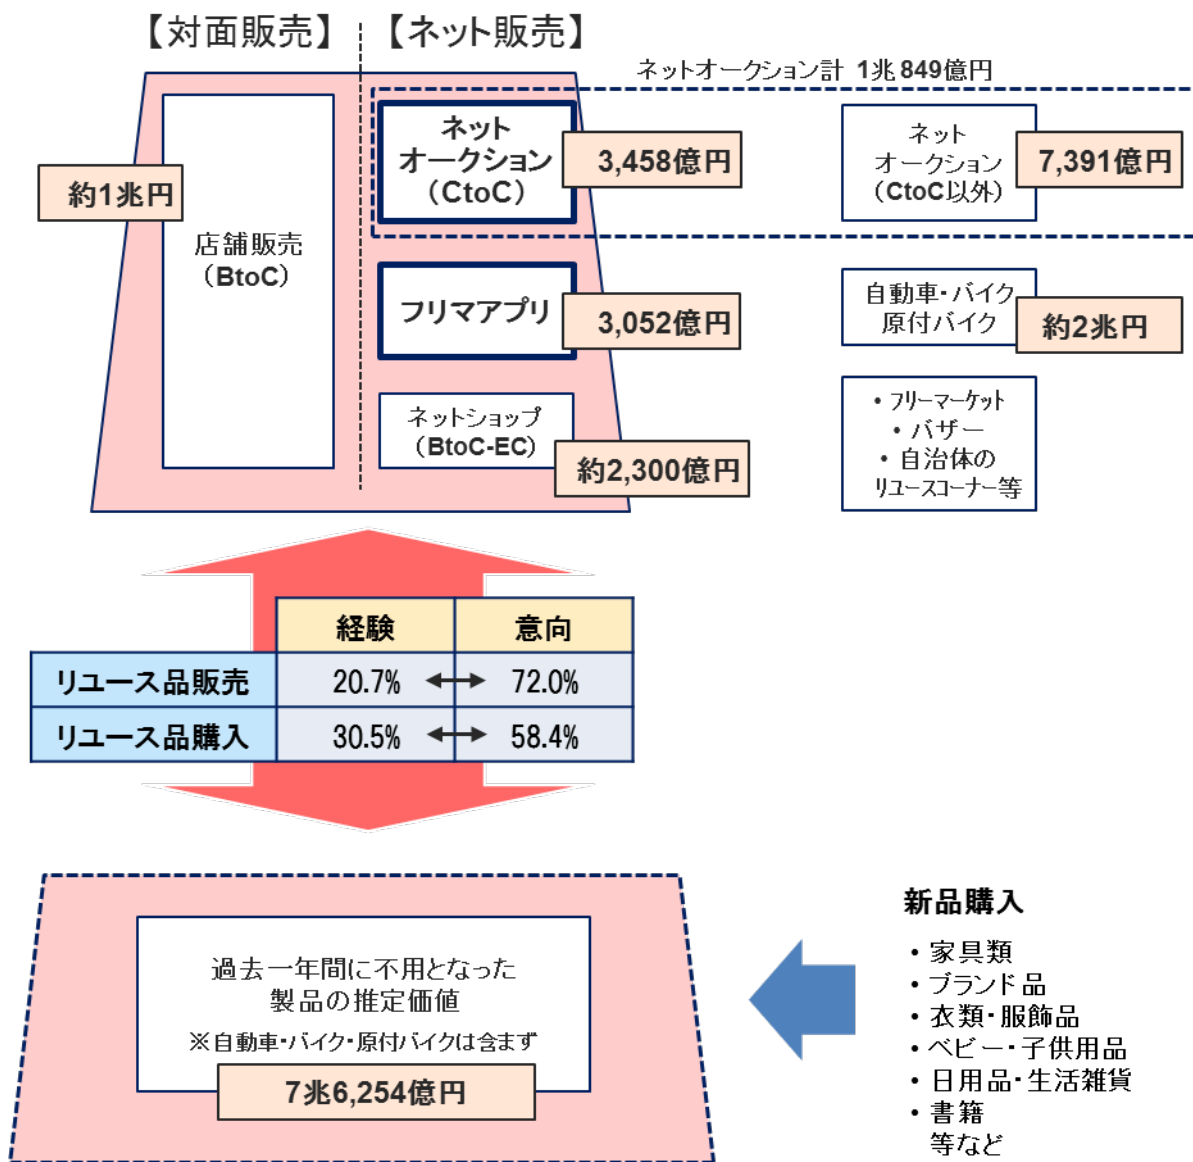 【対面販売】
【ネット販売】
ネットオークション計 1兆849億円
約1兆円
店舗販売
（BtoC）
ネット
オークション
（CtoC）
3,458億円
ネット
オークション
（CtoC以外）
7,391億円
フリマアプリ
3,052億円
自動車・バイク
原付バイク
約2兆円
ネットショップ
（BtoC-EC）
約2,300億円
・フリーマーケット
・バザー
・自治体の
リユースコーナー等
経験
意向
リユース品販売
20.7%
72.0%
リユース品購入
30.5%
58.4%
過去一年間に不用となった
製品の推定価値
※自動車・バイク・原付バイクは含まず
7兆6,254億円
新品購入
・家具類
・ブランド品
・衣類・服飾品
・ベビー・子供用品
・日用品・生活雑貨
・書籍
等など